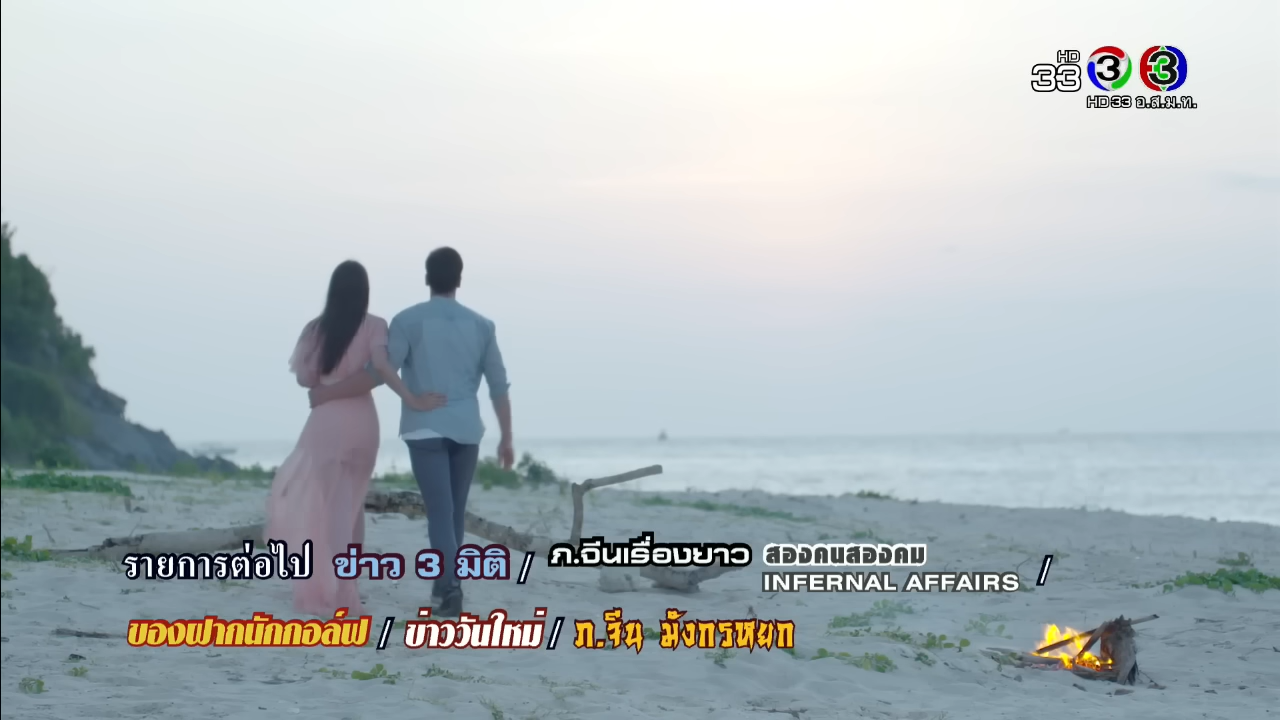 HD
33 3 3
HD33 อ.ส.ม.ท.
รายการต่อไป ข่าว 3 มิติ / ภ.จีนเรื่องยาว สองคนสองคม /
INFERNAL AFFAIRS
ของฝากนักกอล์ฟ / ข่าววันใหม่ / ภ.จีน มังกรหยก